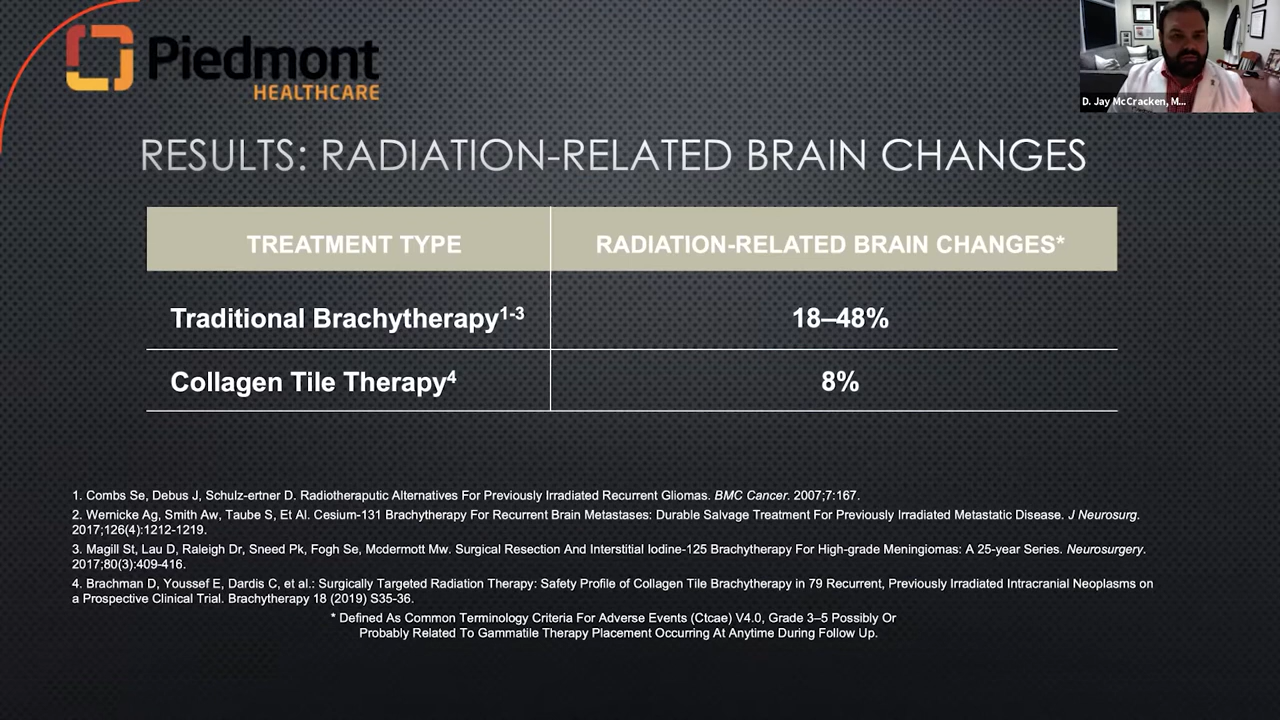 Piedmont
HEALTHCARE
D. Jay McCracken, M...
RESULTS: RADIATION-RELATED BRAIN CHANGES
TREATMENT TYPE
RADIATION-RELATED BRAIN CHANGES*
Traditional Brachytherapy1-3
18–48%
Collagen Tile Therapy4
8%
1. Combs Se, Debus J, Schulz-ertner D. Radiotheraputic Alternatives For Previously Irradiated Recurrent Gliomas. BMC Cancer. 2007;7:167.
2. Wernicke Ag, Smith Aw, Taube S, Et Al. Cesium-131 Brachytherapy For Recurrent Brain Metastases: Durable Salvage Treatment For Previously Irradiated Metastatic Disease. J Neurosurg.
2017;126(4):1212-1219.
3. Magill St, Lau D, Raleigh Dr, Sneed Pk, Fogh Se, Mcdermott Mw. Surgical Resection And Interstitial Iodine-125 Brachytherapy For High-grade Meningiomas: A 25-year Series. Neurosurgery.
2017;80(3):409-416.
4. Brachman D, Youssef E, Dardis C, et al.: Surgically Targeted Radiation Therapy: Safety Profile of Collagen Tile Brachytherapy in 79 Recurrent, Previously Irradiated Intracranial Neoplasms on
a Prospective Clinical Trial. Brachytherapy 18 (2019) S35-36.
* Defined As Common Terminology Criteria For Adverse Events (Ctcae) V4.0, Grade 3–5 Possibly Or
Probably Related To Gammatile Therapy Placement Occurring At Anytime During Follow Up.